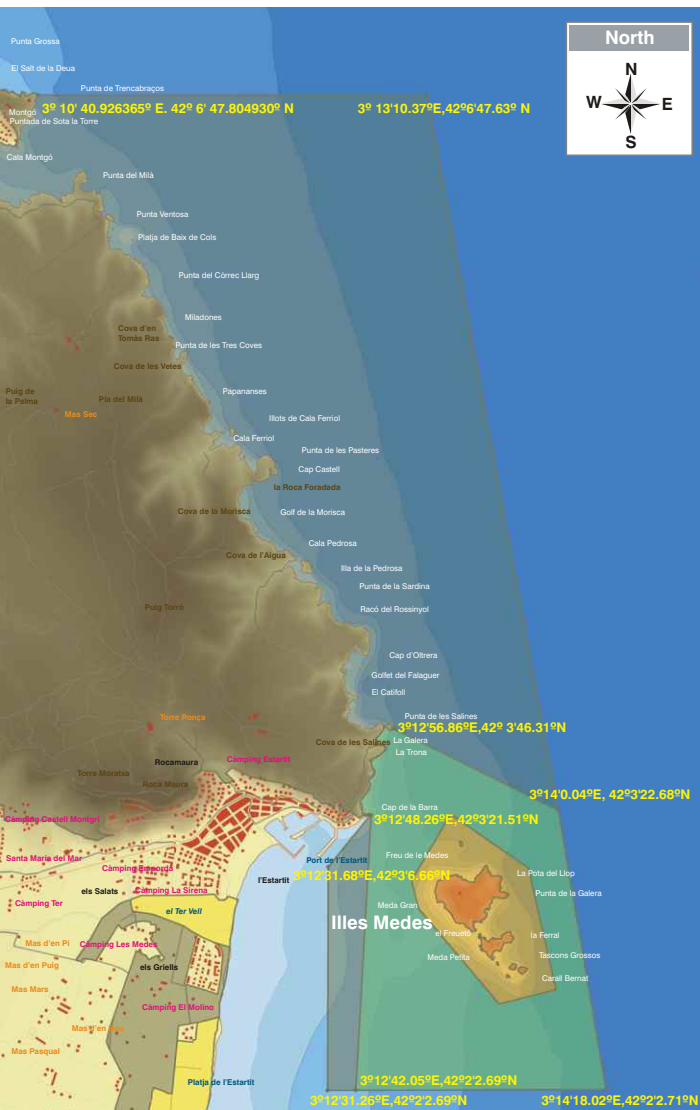 North
N
W
E
S
Punta Grossa
El Salt de la Deua
Punta de Trencabraços
3º 10' 40.926365º E. 42º 6' 47.804930º N
3º 13'10.37ºE,42º6'47.63º N
Montgó
Puntada de Sota la Torre
Cala Montgó
Punta del Milà
Punta Ventosa
Platja de Baix de Cols
Punta del Còrrec Llarg
Miladones
Cova d'en
Tomàs Ras
Punta de les Tres Coves
Cova de les Vetes
Puig de
la Palma
Pla del Milà
Papananses
Mas Sec
Illots de Cala Ferriol
Cala Ferriol
Punta de les Pasteres
Cap Castell
la Roca Foradada
Cova de la Morisca
Golf de la Morisca
Cala Pedrosa
Cova de l'Aigua
Illa de la Pedrosa
Punta de la Sardina
Puig Torró
Racó del Rossinyol
Cap d'Oltrera
Golfet del Falaguer
El Catifoll
Torre Ponça
Punta de les Salines
3º12'56.86ºE,42º 3'46.31ºN
Cova de les Salines
La Galera
La Trona
Rocamaura
Càmping Estartit
Torre Moratxa
Roca Maura
3º14'0.04ºE, 42º3'22.68ºN
Cap de la Barra
3º12'48.26ºE,42º3'21.51ºN
Càmping Castell Montgrí
Santa Maria del Mar
Port de l'Estartit
Freu de le Medes
Càmping Empordà
3º12'31.68ºE,42º3'6.66ºN
l'Estartit
La Pota del Llop
els Salats
Càmping La Sirena
Punta de la Galera
Càmping Ter
el Ter Vell
Meda Gran
Illes Medes
el Freuetó
la Ferral
Mas d'en Pi
Càmping Les Medes
Meda Petita
Tascons Grossos
Mas d'en Puig
els Griells
Carall Bernat
Mas Mars
Càmping El Molino
Mas Pasqual
Platja de l'Estartit
3º12'42.05ºE,42º2'2.69ºN
3º12'31.26ºE,42º2'2.69ºN
3º14'18.02ºE,42º2'2.71ºN